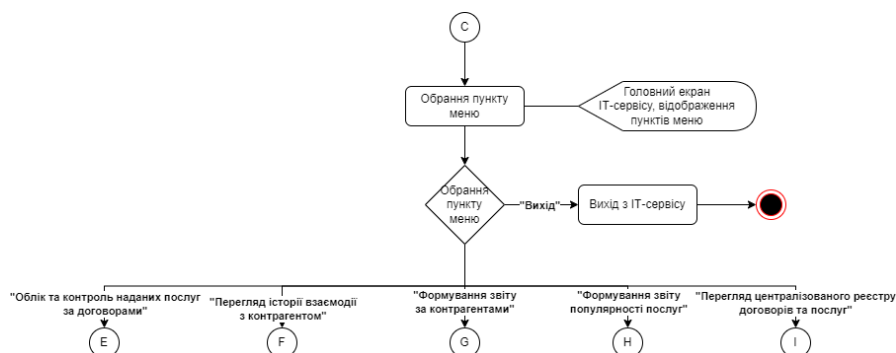 C
Обрання пункту
меню
Головний екран
ІТ-сервісу, відображення
пунктів меню
Обрання
пункту
меню
"Вихід"
Вихід з ІТ-сервісу
"Облік та контроль наданих послуг
за договорами"
"Перегляд історії взаємодії
з контрагентом"
"Формування звіту
за контрагентами"
"Формування звіту
популярності послуг"
"Перегляд централізованого реєстру
договорів та послуг"
E
F
G
H
I